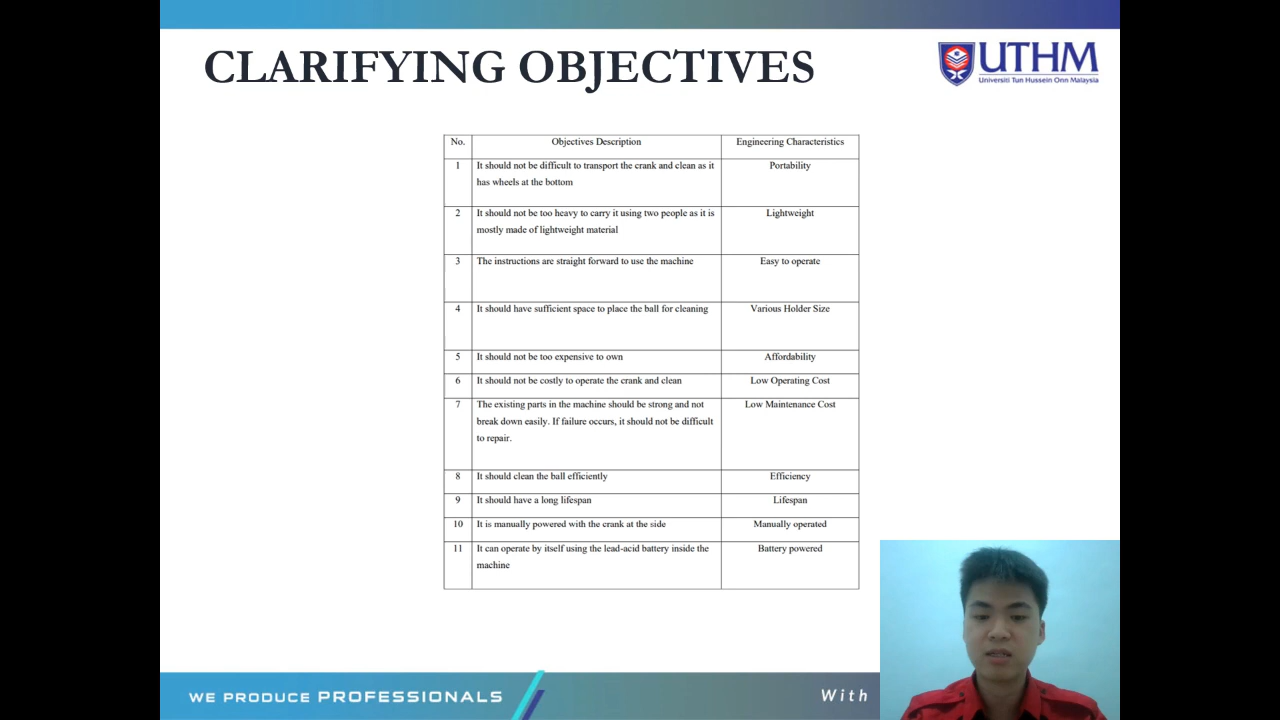 CLARIFYING OBJECTIVES
UTHM
Universiti Tun Hussein Onn Malaysia
No. Objectives Description Engineering Characteristics
1 It should not be difficult to transport the crank and clean as it Portability
has wheels at the bottom
2 It should not be too heavy to carry it using two people as it is Lightweight
mostly made of lightweight material
3 The instructions are straight forward to use the machine Easy to operate
4 It should have sufficient space to place the ball for cleaning Various Holder Size
5 It should not be too expensive to own Affordability
6 It should not be costly to operate the crank and clean Low Operating Cost
7 The existing parts in the machine should be strong and not Low Maintenance Cost
break down easily. If failure occurs, it should not be difficult
to repair.
8 It should clean the ball efficiently Efficiency
9 It should have a long lifespan Lifespan
10 It is manually powered with the crank at the side Manually operated
11 It can operate by itself using the lead-acid battery inside the Battery powered
machine
WE PRODUCE PROFESSIONALS
With